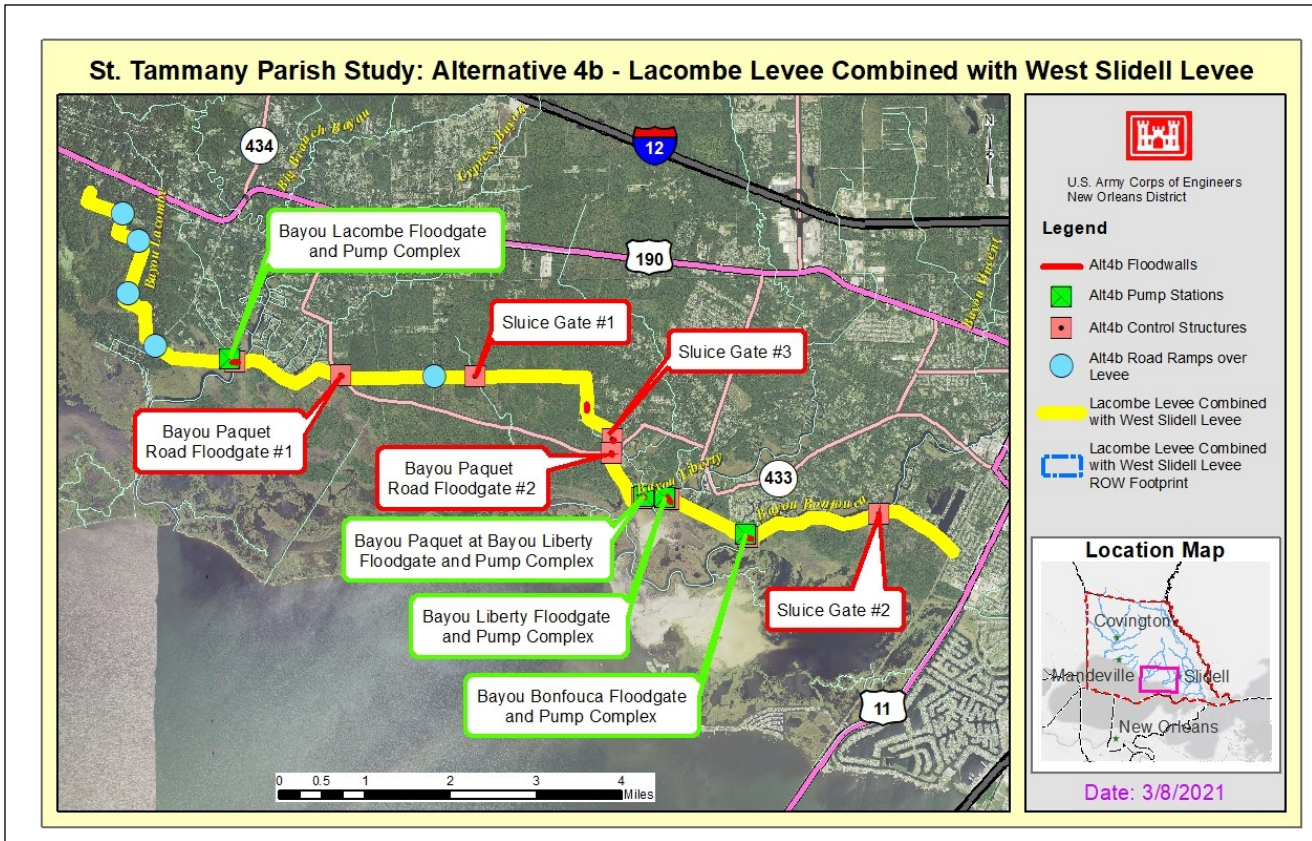 St. Tammany Parish Study: Alternative 4b - Lacombe Levee Combined with West Slidell Levee
434
Big Branch Bayou
Cypress Bayou
12
N
Bayou Lacombe
190
Bayou Vincent
Bayou Lacombe Floodgate
and Pump Complex
Sluice Gate #1
Sluice Gate #3
Bayou Paquet
Road Floodgate #1
Bayou Paquet
Road Floodgate #2
Bayou Liberty
433
Bayou Bonfouca
Bayou Paquet at Bayou Liberty
Floodgate and Pump Complex
Bayou Liberty Floodgate
and Pump Complex
Sluice Gate #2
Bayou Bonfouca Floodgate
and Pump Complex
11
0 0.5 1 2 3 4
Miles
U.S. Army Corps of Engineers
New Orleans District
Legend
Alt4b Floodwalls
Alt4b Pump Stations
Alt4b Control Structures
Alt4b Road Ramps over
Levee
Lacombe Levee Combined
with West Slidell Levee
Lacombe Levee Combined
with West Slidell Levee
ROW Footprint
Location Map
Covington
Mandeville
Slidell
New Orleans
Date: 3/8/2021